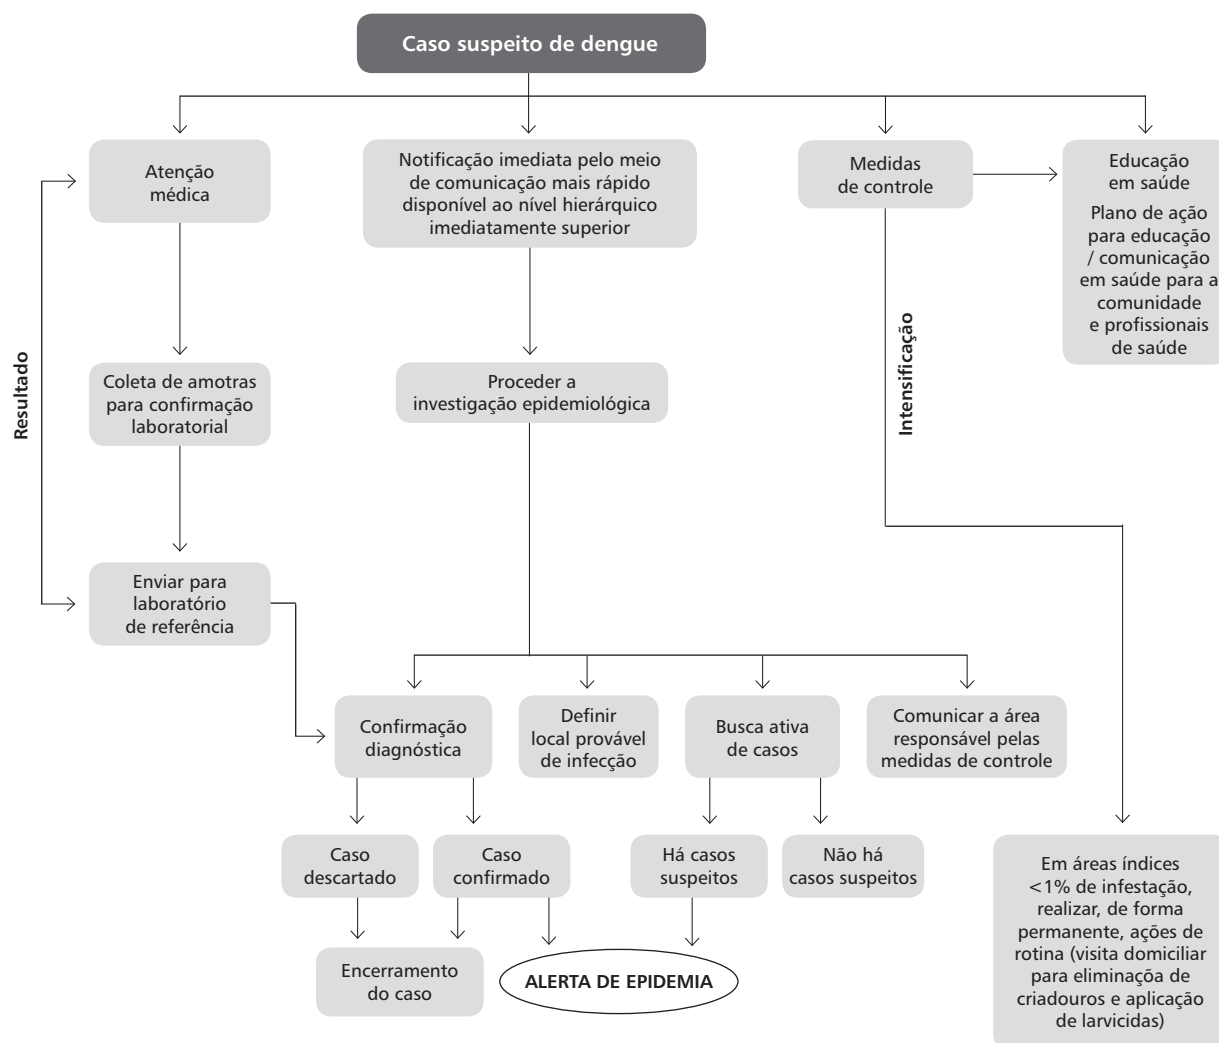 Caso suspeito de dengue
Atenção
médica
Notificação imediata pelo meio
de comunicação mais rápido
disponível ao nível hierárquico
imediatamente superior
Medidas
de controle
Educação
em saúde
Plano de ação
para educação
/ comunicação
em saúde para a
comunidade
e profissionais
de saúde
Resultado
Coleta de amotras
para confirmação
laboratorial
Proceder a
investigação epidemiológica
Intensificação
Enviar para
laboratório
de referência
Confirmação
diagnóstica
Definir
local provável
de infecção
Busca ativa
de casos
Comunicar a área
responsável pelas
medidas de controle
Caso
descartado
Caso
confirmado
Há casos
suspeitos
Não há
casos suspeitos
Encerramento
do caso
ALERTA DE EPIDEMIA
Em áreas índices
<1% de infestação,
realizar, de forma
permanente, ações de
rotina (visita domiciliar
para eliminaçõa de
criadouros e aplicação
de larvicidas)